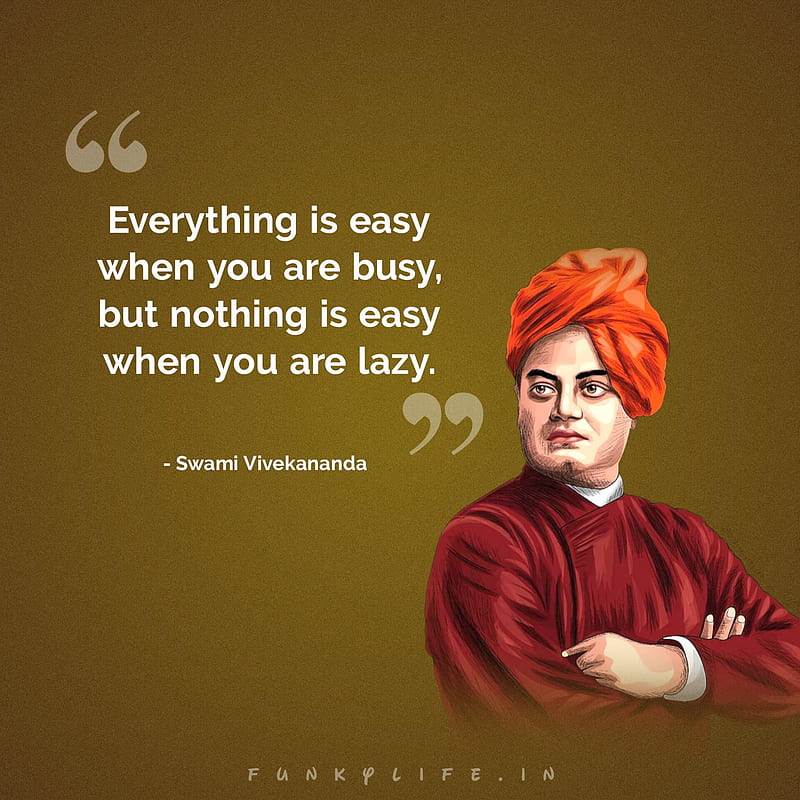 “
Everything is easy
when you are busy,
but nothing is easy
when you are lazy.
”
- Swami Vivekananda
FUNKYLIFE.IN